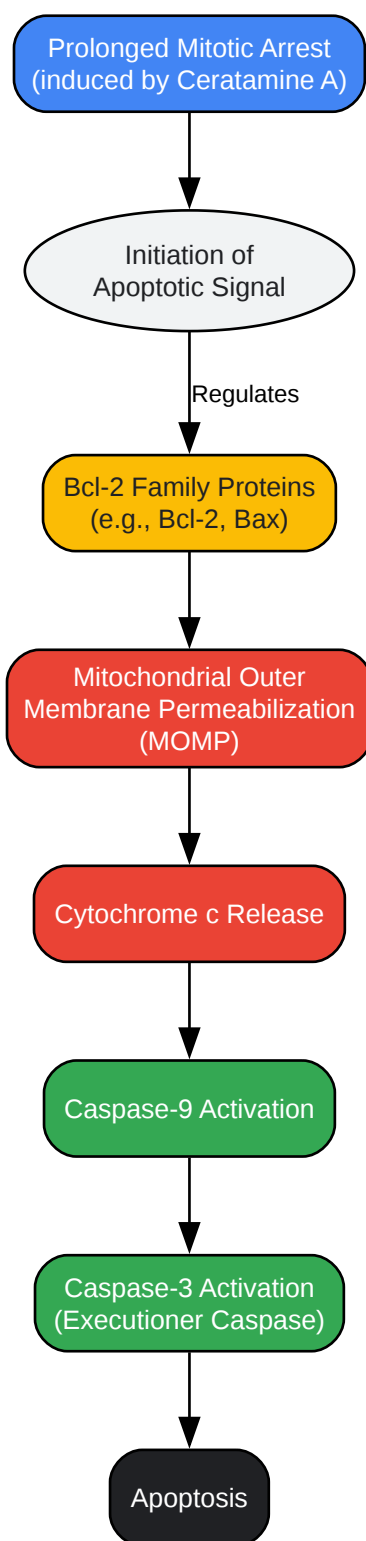 Prolonged Mitotic Arrest
(induced by Ceratamine A)
Initiation of
Apoptotic Signal
Regulates
Bcl-2 Family Proteins
(e.g., Bcl-2, Bax)
Mitochondrial Outer
Membrane Permeabilization
(MOMP)
Cytochrome c Release
Caspase-9 Activation
Caspase-3 Activation
(Executioner Caspase)
Apoptosis